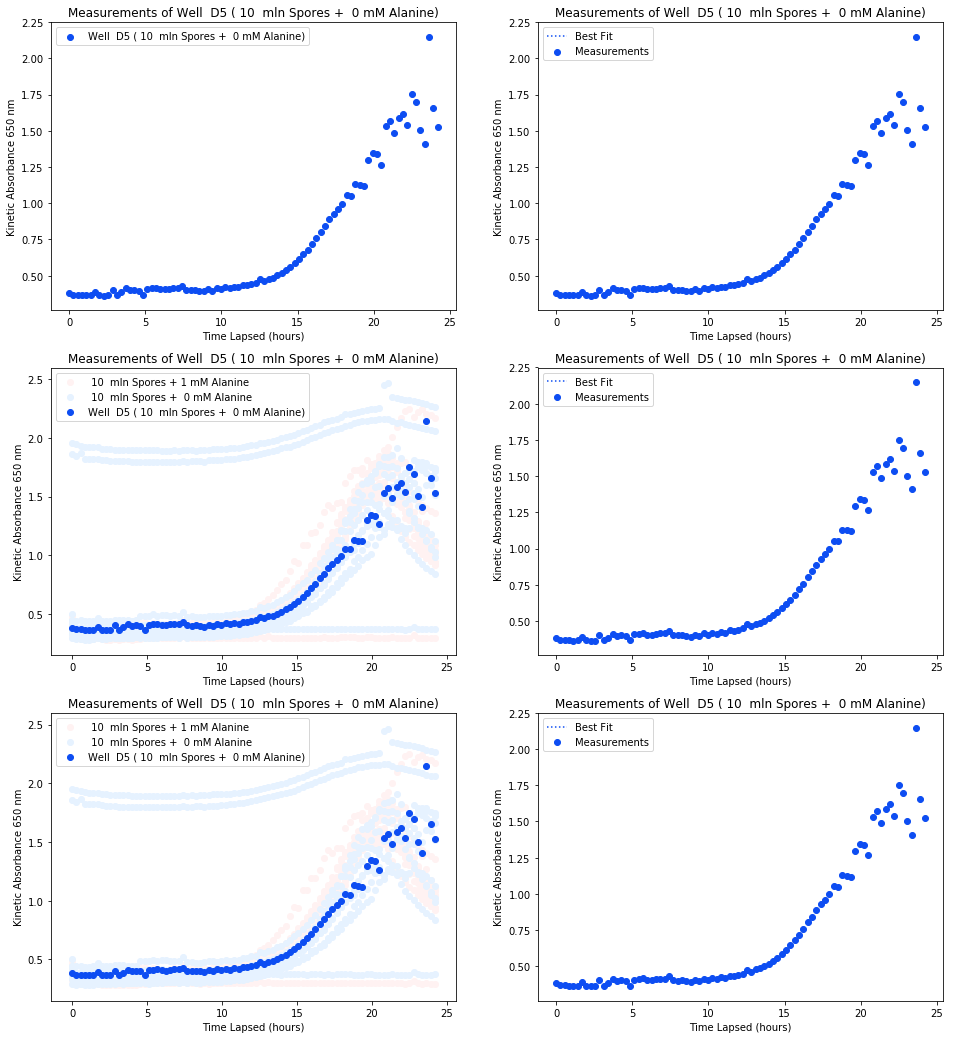 Measurements of Well  D5 ( 10  mln Spores +  0 mM Alanine)
Well  D5 ( 10  mln Spores +  0 mM Alanine)
2.25
2.00
1.75
1.50
1.25
1.00
0.75
0.50
Kinetic Absorbance 650 nm
0
5
10
15
20
25
Time Lapsed (hours)
Measurements of Well  D5 ( 10  mln Spores +  0 mM Alanine)
Best Fit
Measurements
2.25
2.00
1.75
1.50
1.25
1.00
0.75
0.50
Kinetic Absorbance 650 nm
0
5
10
15
20
25
Time Lapsed (hours)
Measurements of Well  D5 ( 10  mln Spores +  0 mM Alanine)
10  mln Spores + 1 mM Alanine
10  mln Spores +  0 mM Alanine
Well  D5 ( 10  mln Spores +  0 mM Alanine)
2.5
2.0
1.5
1.0
0.5
Kinetic Absorbance 650 nm
0
5
10
15
20
25
Time Lapsed (hours)
Measurements of Well  D5 ( 10  mln Spores +  0 mM Alanine)
Best Fit
Measurements
2.25
2.00
1.75
1.50
1.25
1.00
0.75
0.50
Kinetic Absorbance 650 nm
0
5
10
15
20
25
Time Lapsed (hours)
Measurements of Well  D5 ( 10  mln Spores +  0 mM Alanine)
10  mln Spores + 1 mM Alanine
10  mln Spores +  0 mM Alanine
Well  D5 ( 10  mln Spores +  0 mM Alanine)
2.5
2.0
1.5
1.0
0.5
Kinetic Absorbance 650 nm
0
5
10
15
20
25
Time Lapsed (hours)
Measurements of Well  D5 ( 10  mln Spores +  0 mM Alanine)
Best Fit
Measurements
2.25
2.00
1.75
1.50
1.25
1.00
0.75
0.50
Kinetic Absorbance 650 nm
0
5
10
15
20
25
Time Lapsed (hours)